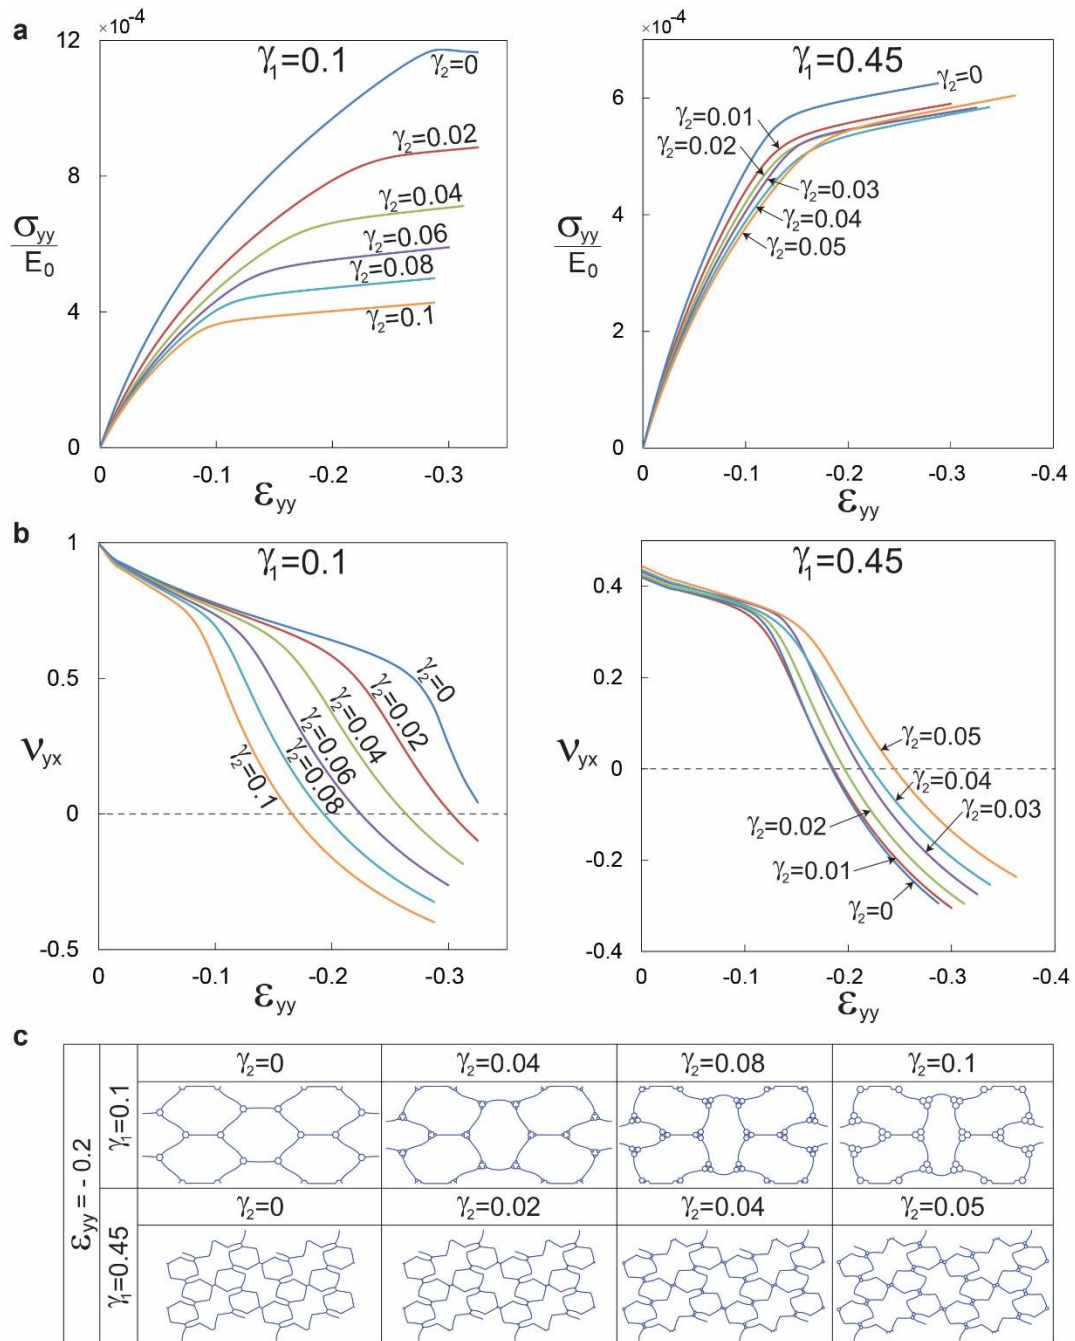 a
×10⁻⁴
12
8
4
0
σyy
E₀
γ₁=0.1
γ₂=0
γ₂=0.02
γ₂=0.04
γ₂=0.06
γ₂=0.08
γ₂=0.1
0 -0.1 -0.2 -0.3
εyy
×10⁻⁴
6
4
2
0
σyy
E₀
γ₁=0.45
γ₂=0
γ₂=0.01
γ₂=0.02
γ₂=0.03
γ₂=0.04
γ₂=0.05
0 -0.1 -0.2 -0.3 -0.4
εyy
b
1
0.5
0
-0.5
νyx
γ₁=0.1
γ₂=0
γ₂=0.02
γ₂=0.04
γ₂=0.06
γ₂=0.08
γ₂=0.1
0 -0.1 -0.2 -0.3
εyy
0.4
0.2
0
-0.2
-0.4
νyx
γ₁=0.45
γ₂=0.05
γ₂=0.04
γ₂=0.03
γ₂=0.02
γ₂=0.01
γ₂=0
0 -0.1 -0.2 -0.3 -0.4
εyy
c
εyy = - 0.2
γ₁=0.1
γ₂=0 γ₂=0.04 γ₂=0.08 γ₂=0.1
γ₁=0.45
γ₂=0 γ₂=0.02 γ₂=0.04 γ₂=0.05